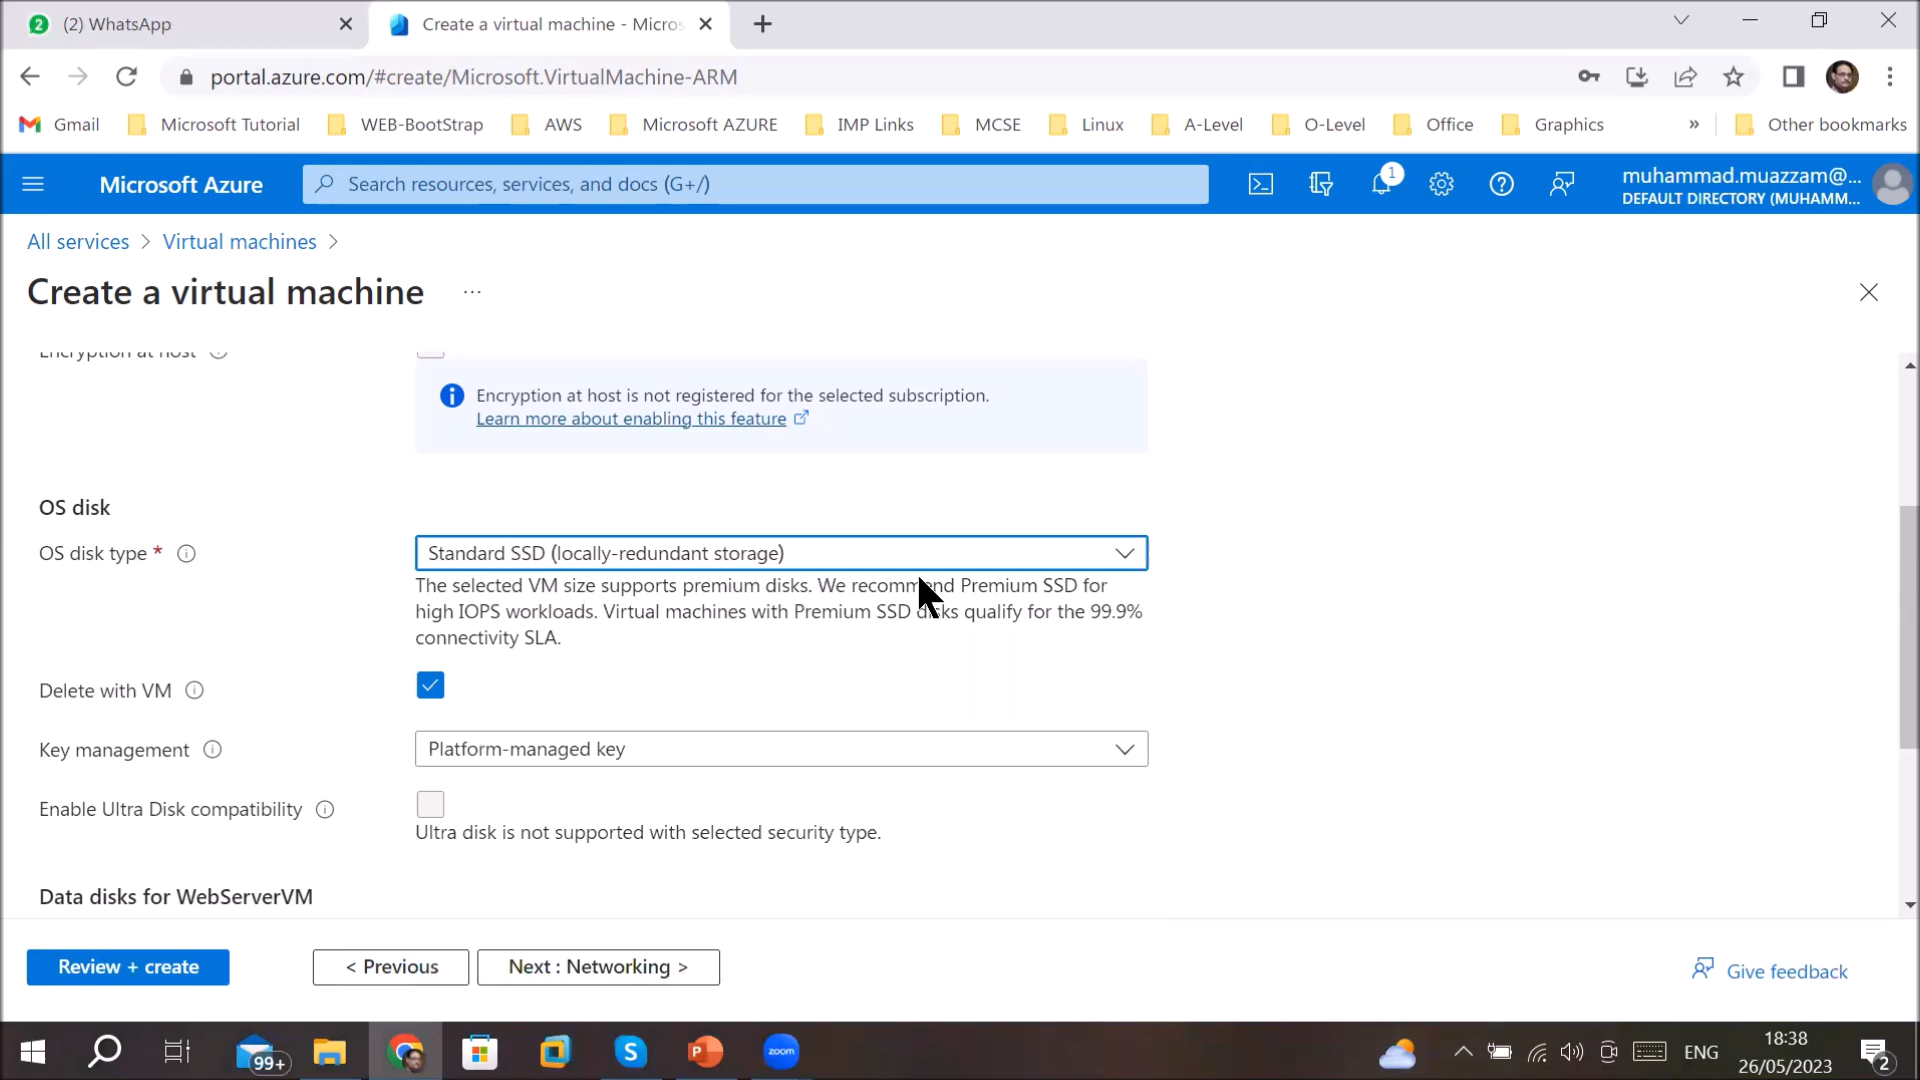 (2) WhatsApp
Create a virtual machine - Micros
portal.azure.com/#create/Microsoft.VirtualMachine-ARM
Gmail Microsoft Tutorial WEB-BootStrap AWS Microsoft AZURE IMP Links MCSE Linux A-Level O-Level Office Graphics » Other bookmarks
Microsoft Azure
Search resources, services, and docs (G+/)
1
muhammad.muazzam@...
DEFAULT DIRECTORY (MUHAMM...
All services > Virtual machines >
Create a virtual machine ...
Encryption at host
Encryption at host is not registered for the selected subscription.
Learn more about enabling this feature
OS disk
OS disk type *
Standard SSD (locally-redundant storage)
The selected VM size supports premium disks. We recommend Premium SSD for
high IOPS workloads. Virtual machines with Premium SSD disks qualify for the 99.9%
connectivity SLA.
Delete with VM
Key management
Platform-managed key
Enable Ultra Disk compatibility
Ultra disk is not supported with selected security type.
Data disks for WebServerVM
Review + create
< Previous
Next : Networking >
Give feedback
99+
zoom
ENG
18:38
26/05/2023
2